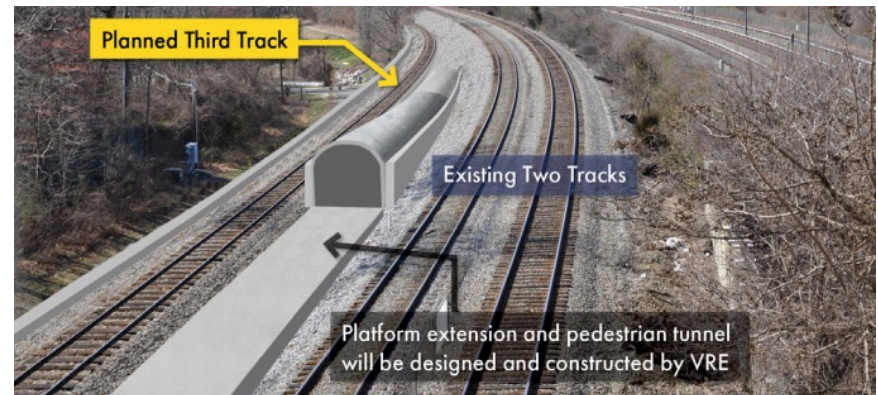 Planned Third Track
Existing Two Tracks
Platform extension and pedestrian tunnel
will be designed and constructed by VRE